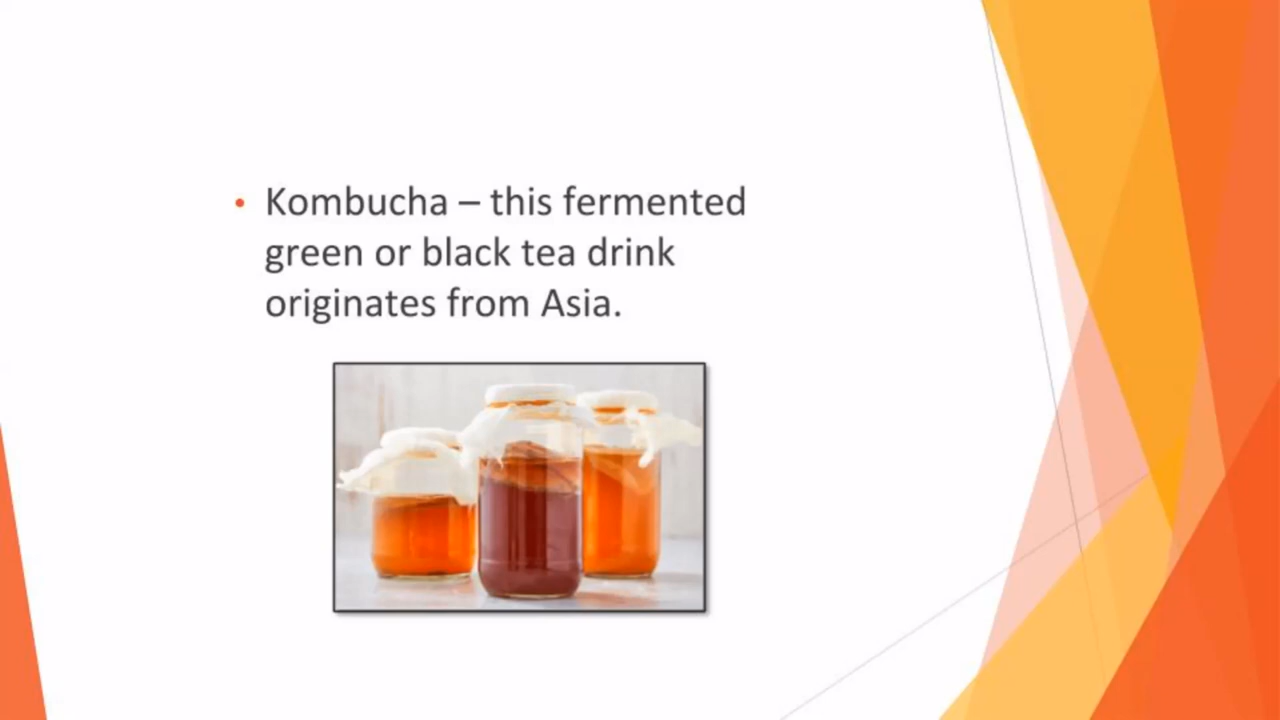 • Kombucha – this fermented
green or black tea drink
originates from Asia.